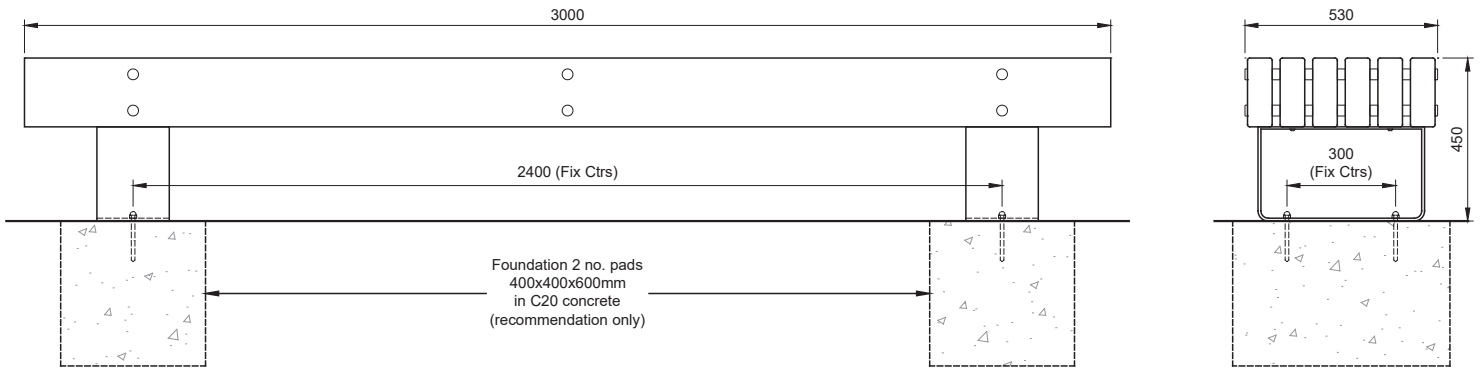 3000
530
2400 (Fix Ctrs)
300
(Fix Ctrs)
450
Foundation 2 no. pads
400x400x600mm
in C20 concrete
(recommendation only)